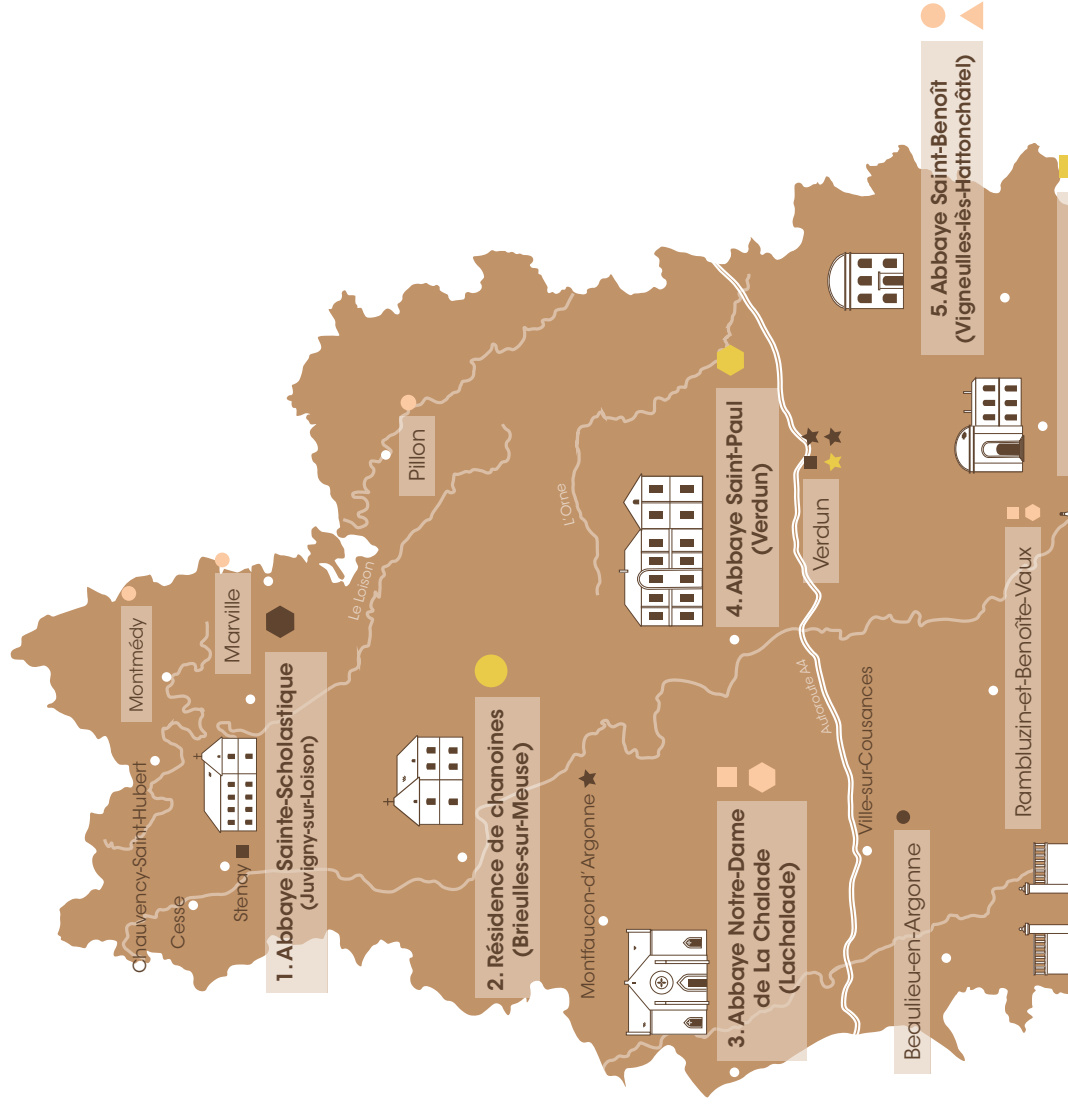 Montmédy
Chauvency-Saint-Hubert
Cesse
Stenay
Marville
1. Abbaye Sainte-Scholastique
(Juvigny-sur-Loison)
Le Loison
Pillon
2. Résidence de chanoines
(Brieulles-sur-Meuse)
L'Orne
Montfaucon-d'Argonne
3. Abbaye Notre-Dame
de La Chalade
(Lachalade)
4. Abbaye Saint-Paul
(Verdun)
Verdun
Autoroute A4
Ville-sur-Cousances
Beaulieu-en-Argonne
5. Abbaye Saint-Benoît
(Vigneulles-lès-Hattonchâtel)
Rambluzin-et-Benoîte-Vaux